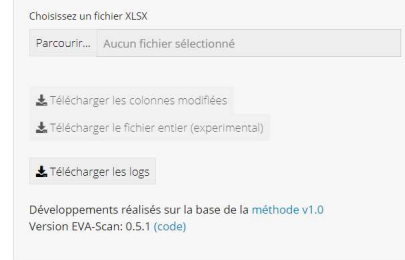 Choisissez un fichier XLSX
Parcourir... Aucun fichier sélectionné
Télécharger les colonnes modifiées
Télécharger le fichier entier (experimental)
Télécharger les logs
Développements réalisés sur la base de la méthode v1.0
Version EVA-Scan: 0.5.1 (code)